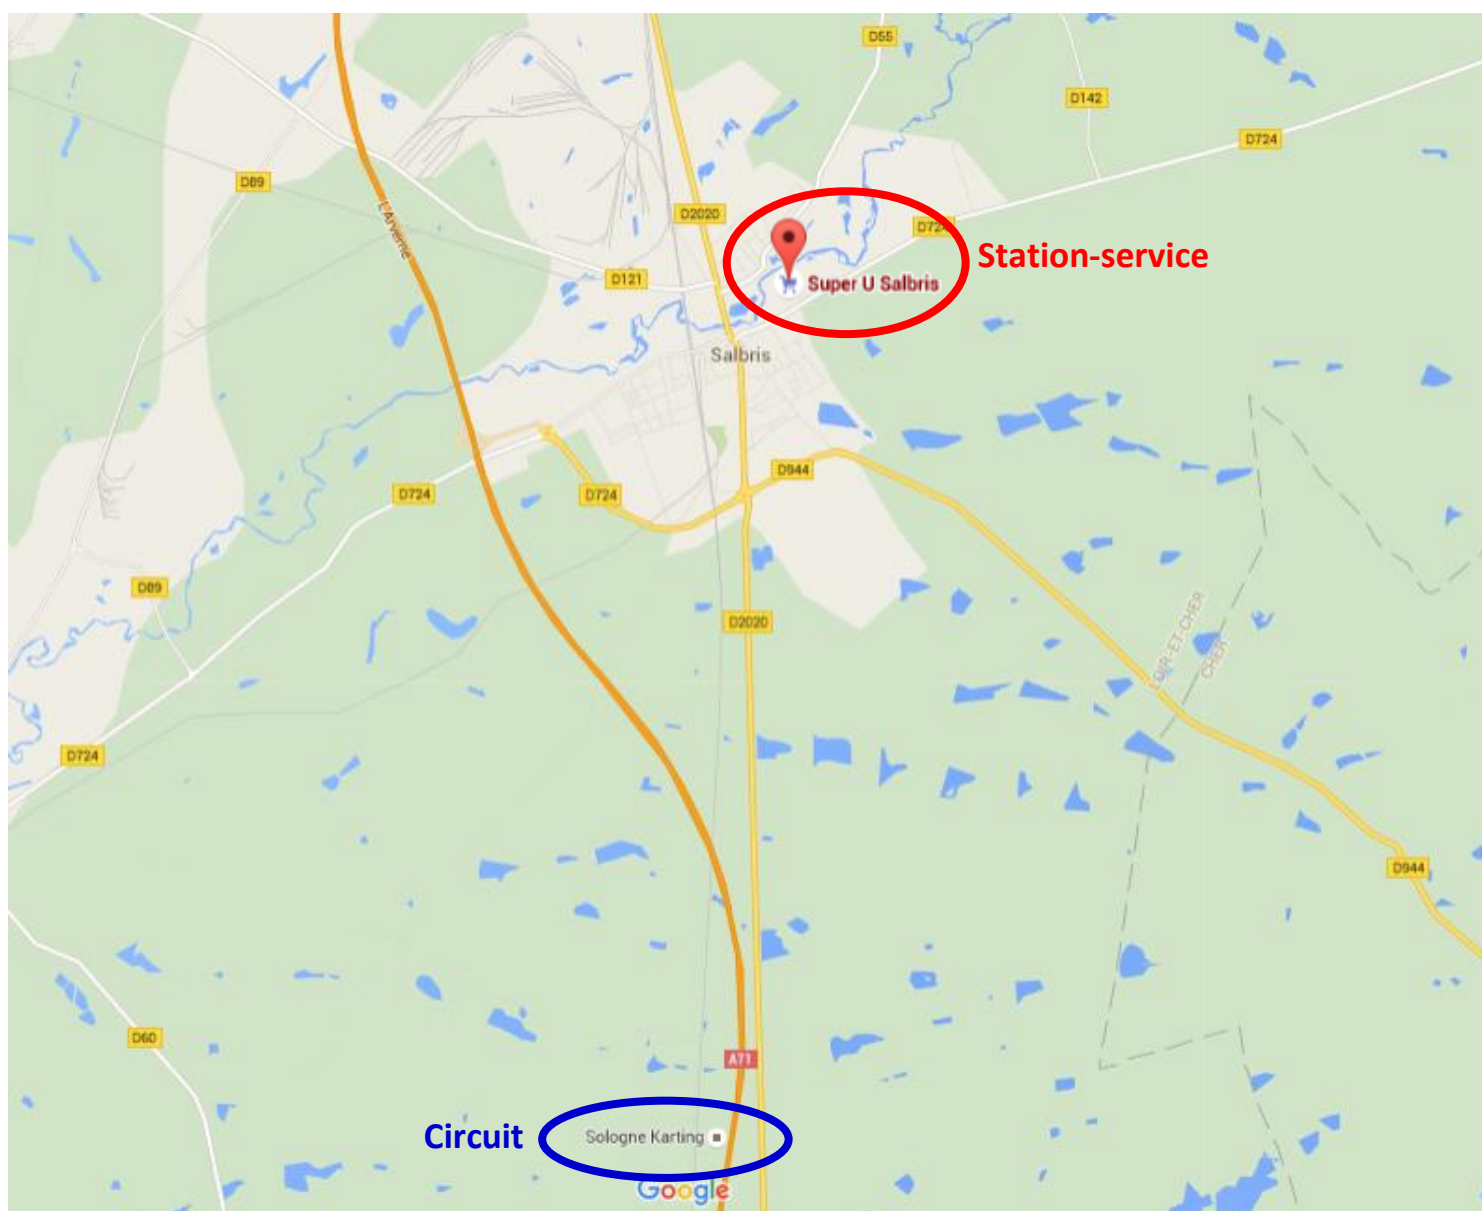 D55
D142
D724
D89
L'Arverne
D2020
D724
Station-service
D121
Super U Salbris
Salbris
D944
D724
D724
D89
D2020
LOIR-ET-CHER
CHER
D724
D944
D60
A71
Circuit
Sologne Karting
Google